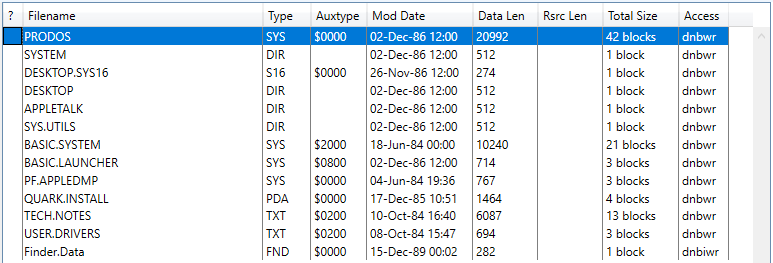 ? Filename Type Auxtype Mod Date Data Len Rsrc Len Total Size Access
PRODOS SYS $0000 02-Dec-86 12:00 20992 42 blocks dnbwr
SYSTEM DIR 02-Dec-86 12:00 512 1 block dnbwr
DESKTOP.SYS16 S16 $0000 26-Nov-86 12:00 274 1 block dnbwr
DESKTOP DIR 02-Dec-86 12:00 512 1 block dnbwr
APPLETALK DIR 02-Dec-86 12:00 512 1 block dnbwr
SYS.UTILS DIR 02-Dec-86 12:00 512 1 block dnbwr
BASIC.SYSTEM SYS $2000 18-Jun-84 00:00 10240 21 blocks dnbwr
BASIC.LAUNCHER SYS $0800 02-Dec-86 12:00 714 3 blocks dnbwr
PF.APPLEDMP SYS $0000 04-Jun-84 19:36 767 3 blocks dnbwr
QUARK.INSTALL PDA $0000 17-Dec-85 10:51 1464 4 blocks dnbwr
TECH.NOTES TXT $0200 10-Oct-84 16:40 6087 13 blocks dnbwr
USER.DRIVERS TXT $0200 08-Oct-84 15:47 694 3 blocks dnbwr
Finder.Data FND $0000 15-Dec-89 00:02 282 1 block dnbiwr